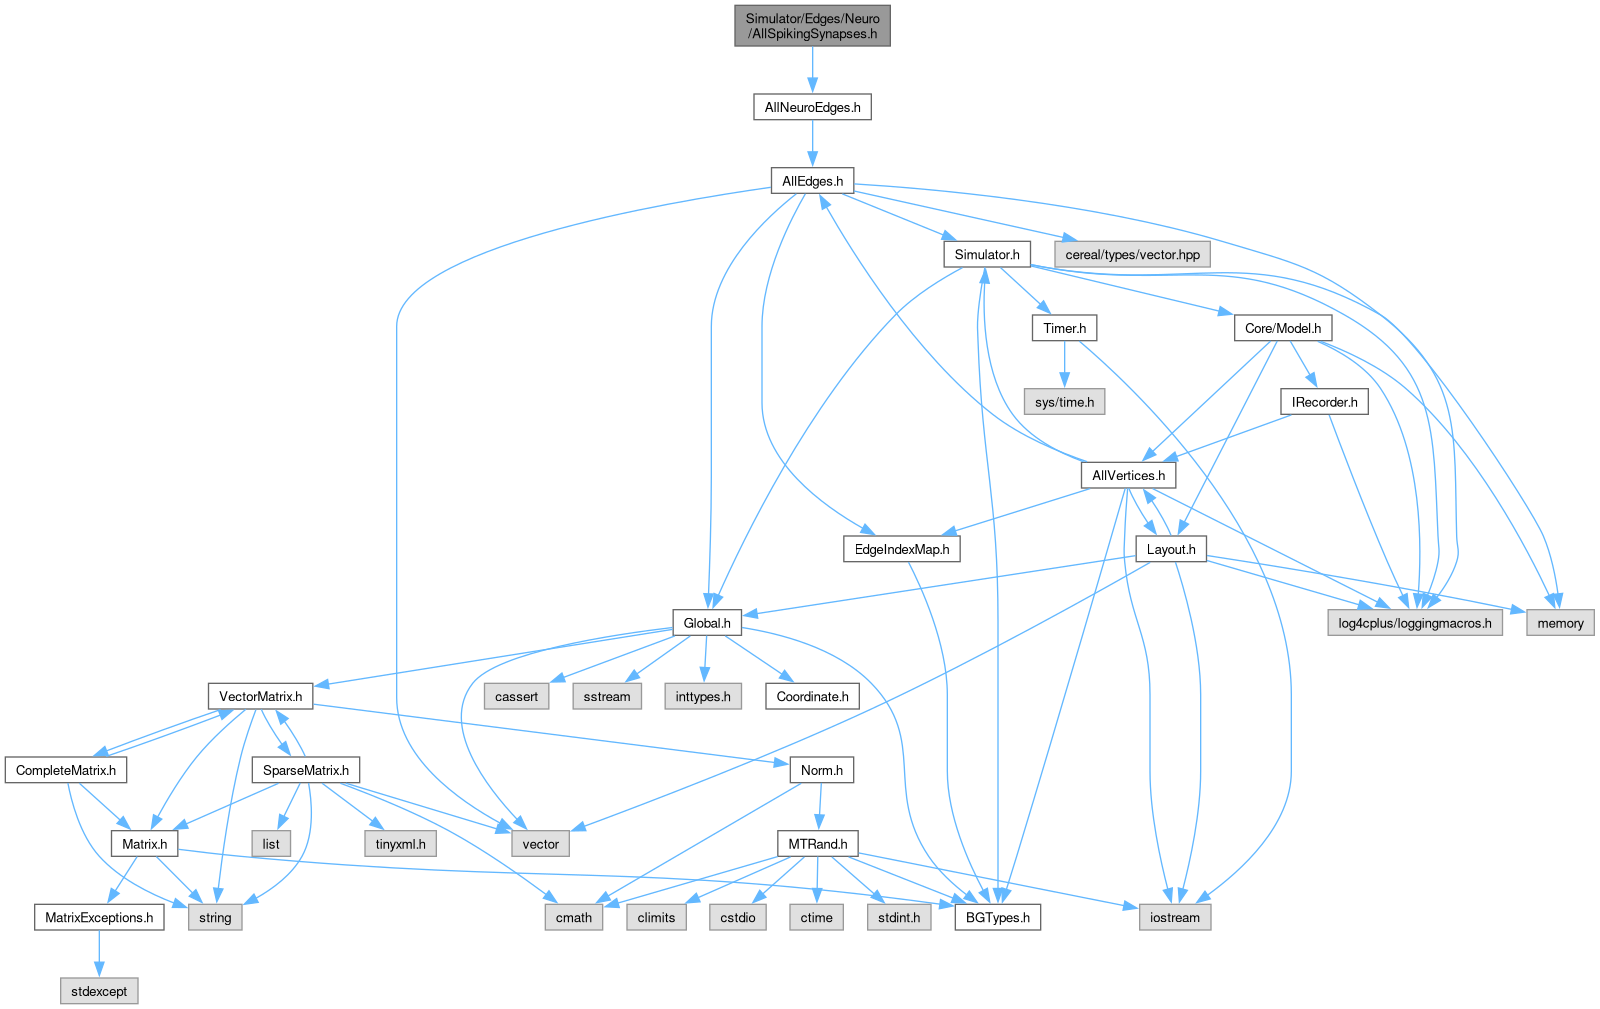 Simulator/Edges/Neuro
/AllSpikingSynapses.h
AllNeuroEdges.h
AllEdges.h
Simulator.h
cereal/types/vector.hpp
Timer.h
Core/Model.h
sys/time.h
IRecorder.h
AllVertices.h
EdgeIndexMap.h
Layout.h
Global.h
log4cplus/loggingmacros.h
memory
VectorMatrix.h
cassert
sstream
inttypes.h
Coordinate.h
CompleteMatrix.h
SparseMatrix.h
Norm.h
Matrix.h
list
tinyxml.h
vector
MTRand.h
MatrixExceptions.h
string
cmath
climits
cstdio
ctime
stdint.h
BGTypes.h
iostream
stdexcept